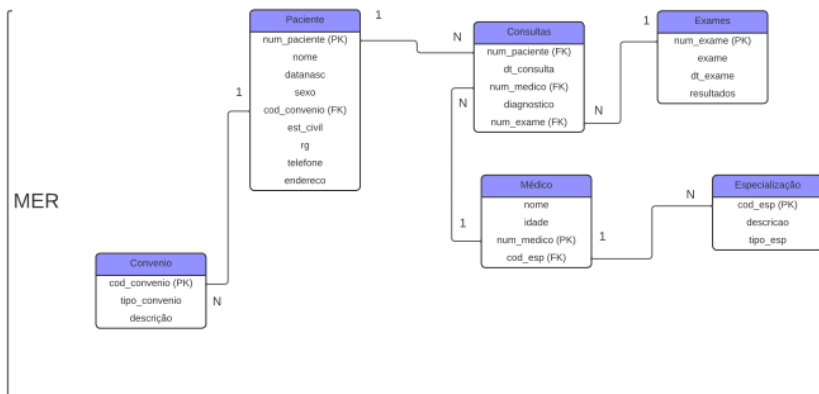 MER
Paciente
num_paciente (PK)
nome
datanasc
sexo
cod_convenio (FK)
est_civil
rg
telefone
endereco
1
1
N
Consultas
num_paciente (FK)
dt_consulta
num_medico (FK)
diagnostico
num_exame (FK)
N
N
1
Exames
num_exame (PK)
exame
dt_exame
resultados
Médico
nome
idade
num_medico (PK)
cod_esp (FK)
1
1
N
Especialização
cod_esp (PK)
descricao
tipo_esp
Convenio
cod_convenio (PK)
tipo_convenio
descrição
N